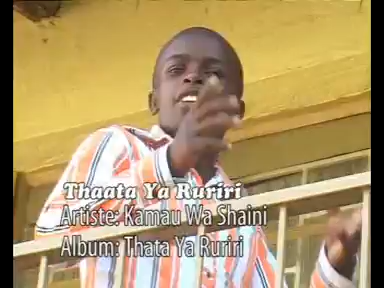 Thaata Ya Ruriri
Artiste: Kamau Wa Shaini
Album: Thata Ya Ruriri